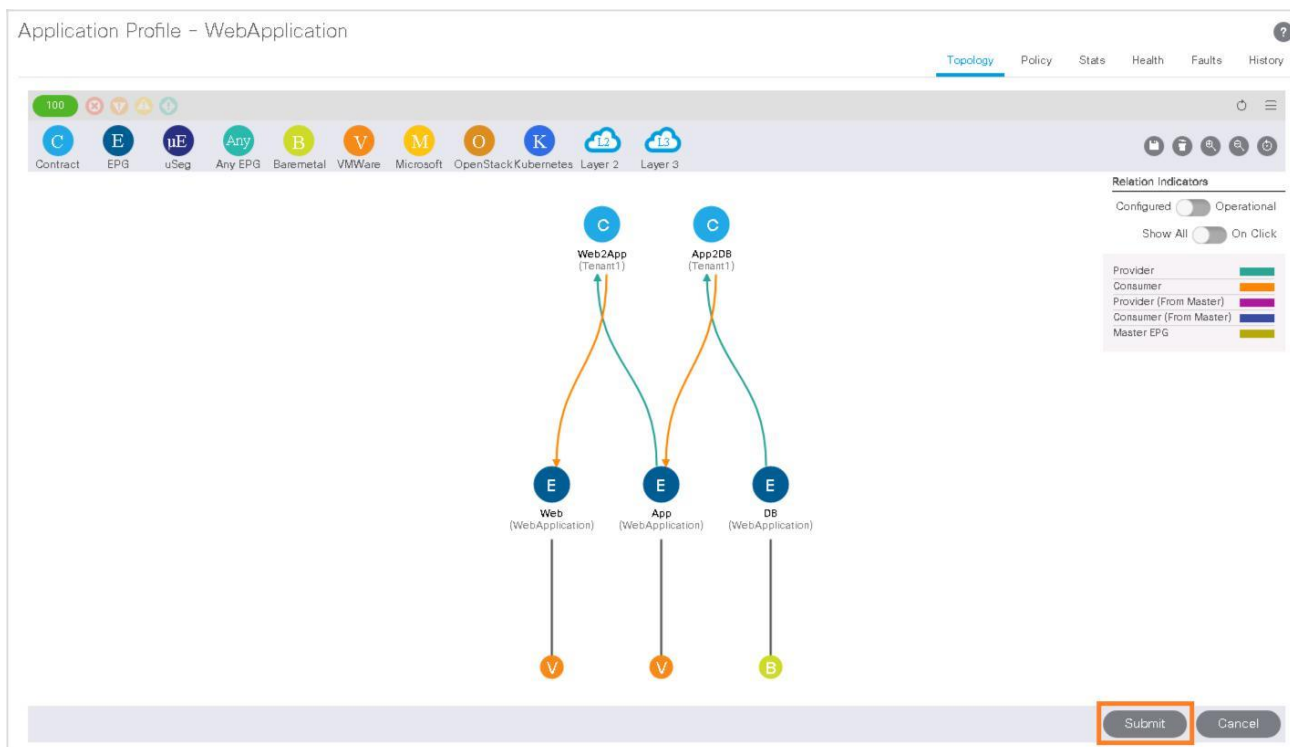 Application Profile - WebApplication
?
Topology Policy Stats Health Faults History
100
C E µE Any B V M O K L2 L3
Contract EPG uSeg Any EPG Baremetal VMWare Microsoft OpenStack Kubernetes Layer 2 Layer 3
Relation Indicators
Configured Operational
Show All On Click
Provider
Consumer
Provider (From Master)
Consumer (From Master)
Master EPG
C C
Web2App App2DB
(Tenant1) (Tenant1)
E E E
Web App DB
(WebApplication) (WebApplication) (WebApplication)
V V B
Submit Cancel